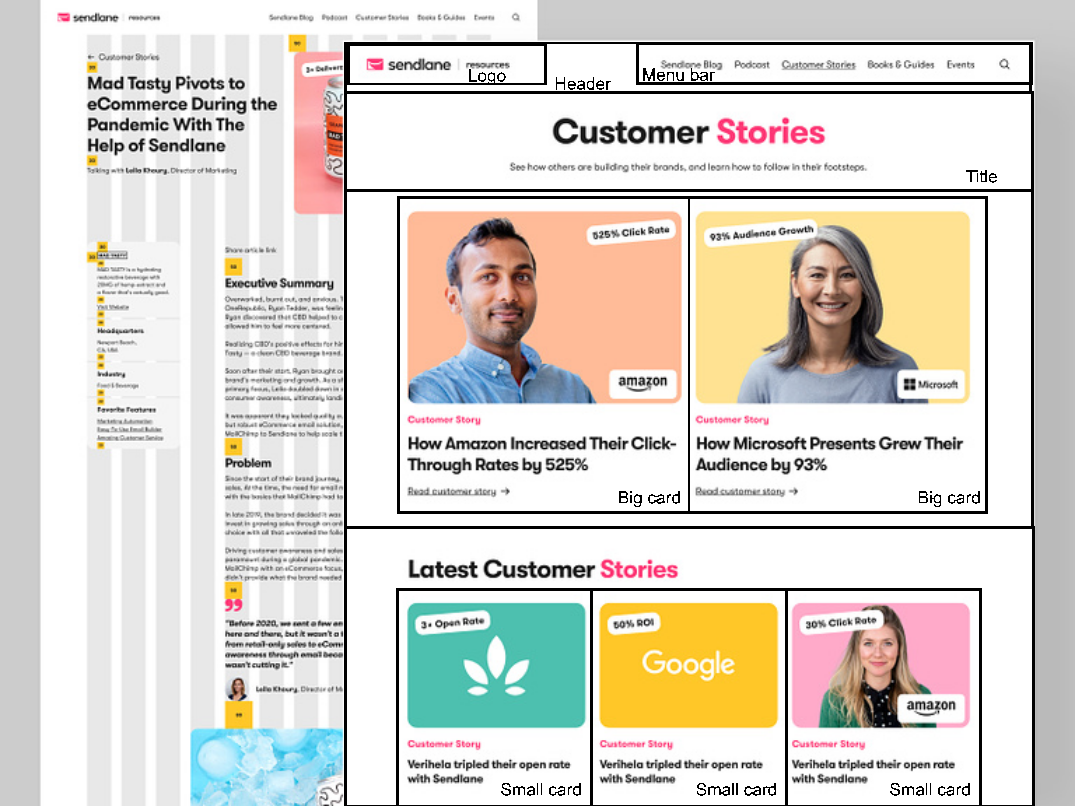 sendlane | resources
Sendlane Blog Podcast Customer Stories Books & Guides Events
← Customer Stories
Mad Tasty Pivots to
eCommerce During the
Pandemic With The
Help of Sendlane
Talking with Leila Khoury, Director of Marketing
MAD TASTY
MAD TASTY is a hydrating
restorative beverage with
20MG of hemp extract and
a flavor that's actually good.
Visit Website
Headquarters
Newport Beach,
CA, USA
Industry
Food & Beverage
Favorite Features
Marketing Automation
Easy-To-Use Email Builder
Amazing Customer Service
Share article link:
Executive Summary
Overworked, burnt out, and anxious.
OneRepublic, Ryan Tedder, was feelin
Ryan discovered that CBD helped to c
allowed him to feel more centered.
Realizing CBD's positive effects for hir
Tasty — a clean CBD beverage brand.
Soon after their start, Ryan brought or
brand's marketing and growth. As a st
primary focus, Leila doubled down in
consumer awareness, ultimately landi
It was apparent they lacked quality
but robust eCommerce email solution,
MailChimp to Sendlane to help scale t
Problem
Since the start of their brand journey,
sales. At the time, the need for email
with the basics that MailChimp had to
In late 2019, the brand decided it was
invest in growing sales through an onli
choice with all that unraveled the follo
Driving customer awareness and sales
paramount during a global pandemic.
MailChimp with an eCommerce focus,
didn't provide what the brand needed
"Before 2020, we sent a few em
here and there, but it wasn't a t
from retail-only sales to eCom
awareness through email beca
wasn't cutting it."
Leila Khoury, Director of M
sendlane | resources
Logo
Header
Sendlane Blog Podcast Customer Stories Books & Guides Events
Menu bar
Customer Stories
See how others are building their brands, and learn how to follow in their footsteps.
Title
525% Click Rate
amazon
Customer Story
How Amazon Increased Their Click-
Through Rates by 525%
Read customer story →
Big card
93% Audience Growth
Microsoft
Customer Story
How Microsoft Presents Grew Their
Audience by 93%
Read customer story →
Big card
Latest Customer Stories
3x Open Rate
Customer Story
Verihela tripled their open rate
with Sendlane
Small card
50% ROI
Google
Customer Story
Verihela tripled their open rate
with Sendlane
Small card
30% Click Rate
amazon
Customer Story
Verihela tripled their open rate
with Sendlane
Small card